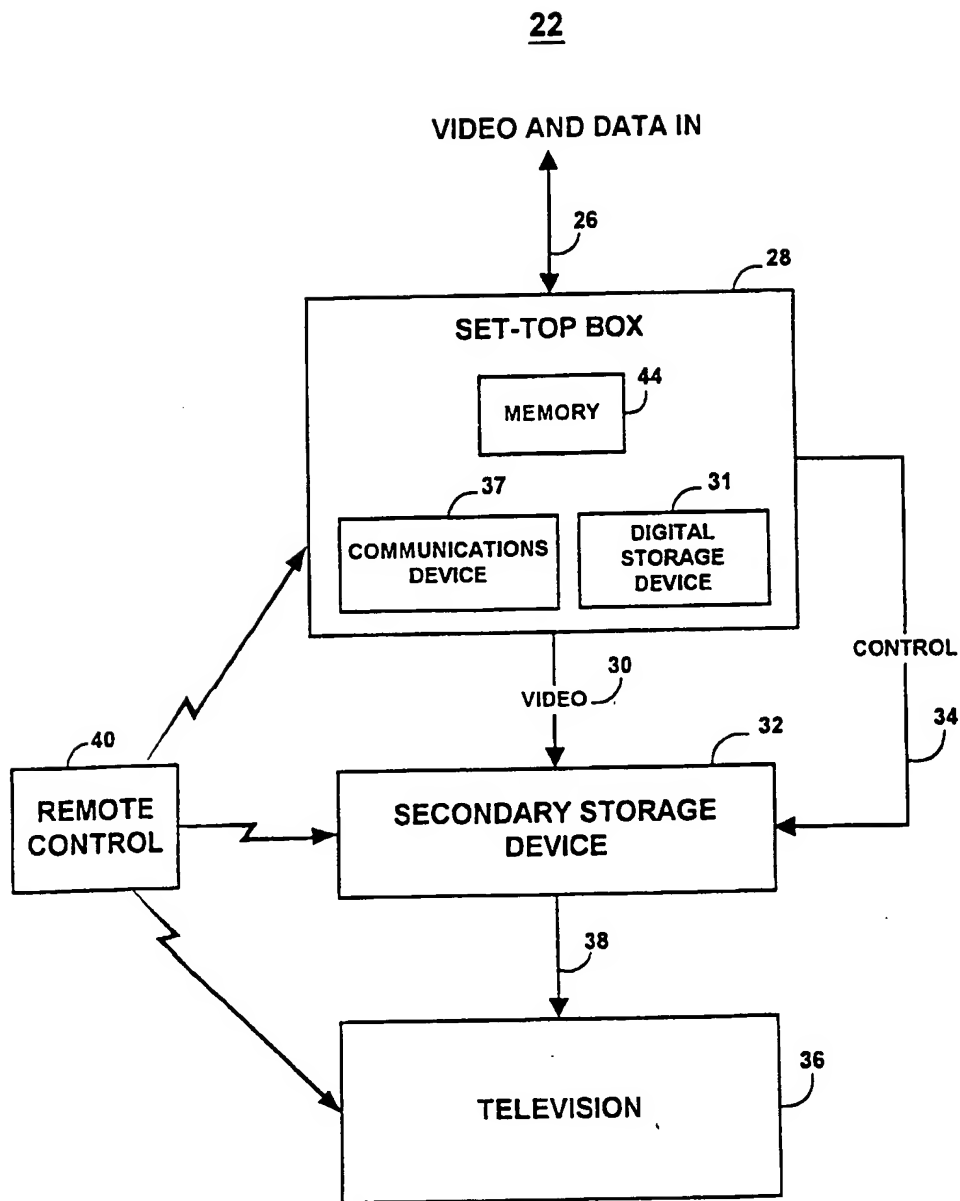 22
VIDEO AND DATA IN
26
28
SET-TOP BOX
44
MEMORY
37
31
COMMUNICATIONS
DEVICE
DIGITAL
STORAGE
DEVICE
CONTROL
30
VIDEO
34
32
40
REMOTE
CONTROL
SECONDARY STORAGE
DEVICE
38
36
TELEVISION